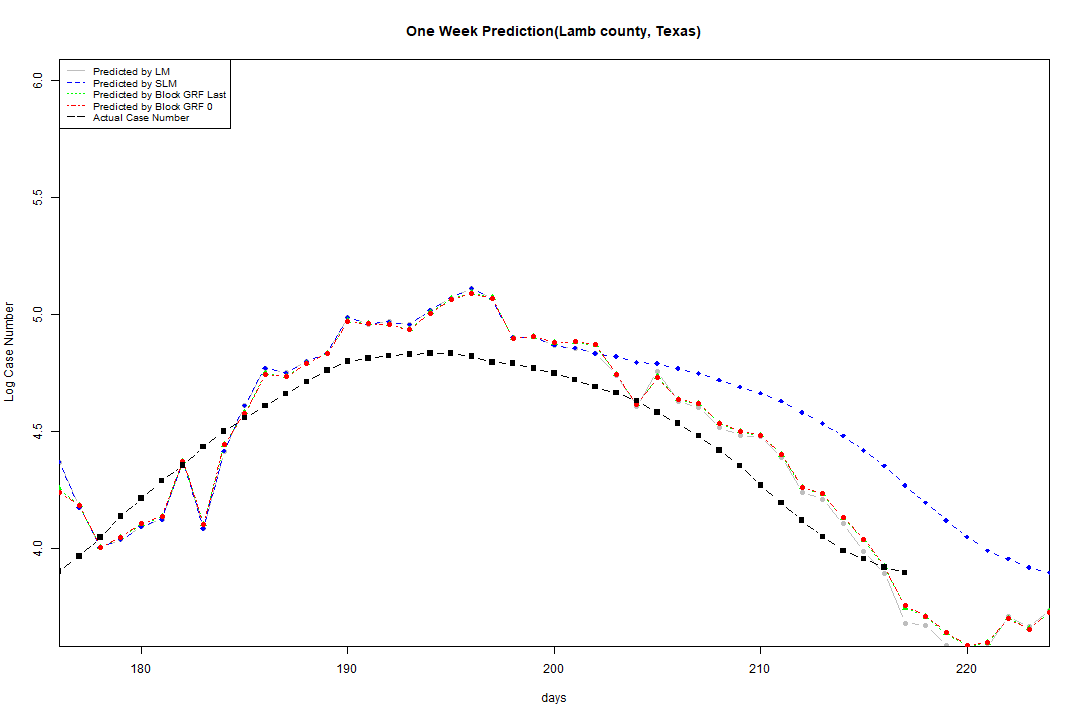 One Week Prediction(Lamb county, Texas)
Predicted by LM
Predicted by SLM
Predicted by Block GRF Last
Predicted by Block GRF 0
Actual Case Number
6.0
5.5
5.0
4.5
4.0
Log Case Number
180 190 200 210 220
days